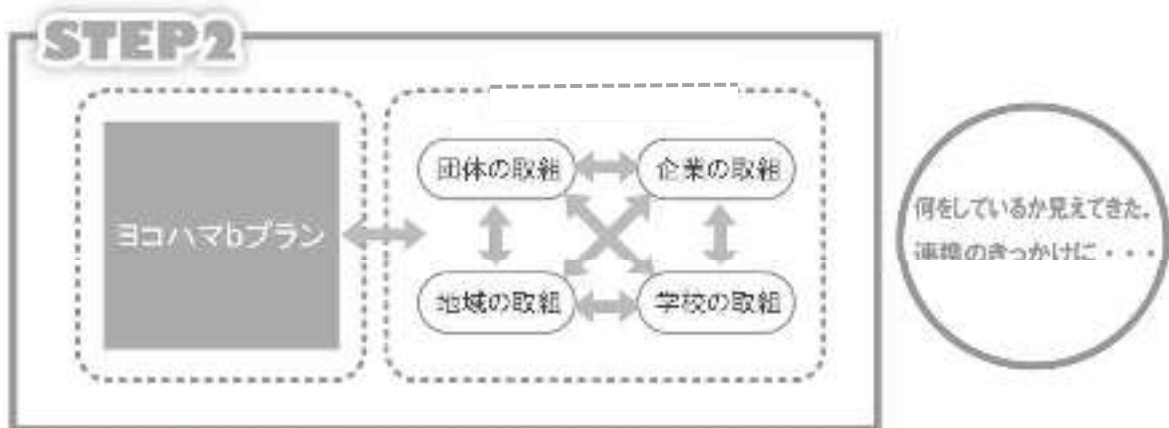 STEP2
団体の取組
企業の取組
ヨコハマbプラン
地域の取組
学校の取組
何をしているか見えてきた。
連携のきっかけに・・・